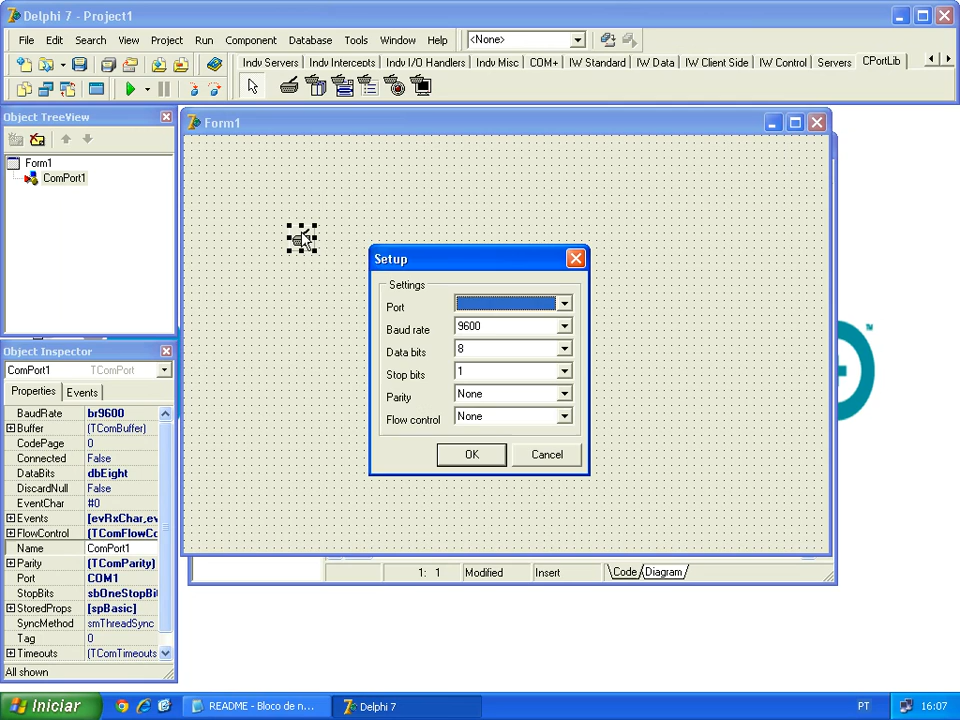 Delphi 7 - Project1
File Edit Search View Project Run Component Database Tools Window Help <None>
Indy Servers Indy Intercepts Indy I/O Handlers Indy Misc COM+ IW Standard IW Data IW Client Side IW Control Servers CPortLib
Object TreeView
Form1
ComPort1
Form1
Setup
Settings
Port
Baud rate 9600
Data bits 8
Stop bits 1
Parity None
Flow control None
OK Cancel
Object Inspector
ComPort1 TComPort
Properties Events
BaudRate br9600
Buffer (TComBuffer)
CodePage 0
Connected False
DataBits dbEight
DiscardNull False
EventChar #0
Events [evRxChar,ev
FlowControl (TComFlowCo
Name ComPort1
Parity (TComParity)
Port COM1
StopBits sbOneStopBit
StoredProps [spBasic]
SyncMethod smThreadSync
Tag 0
Timeouts (TComTimeouts
All shown
1: 1 Modified Insert Code Diagram
TM
Iniciar README - Bloco de n... Delphi 7 PT 16:07